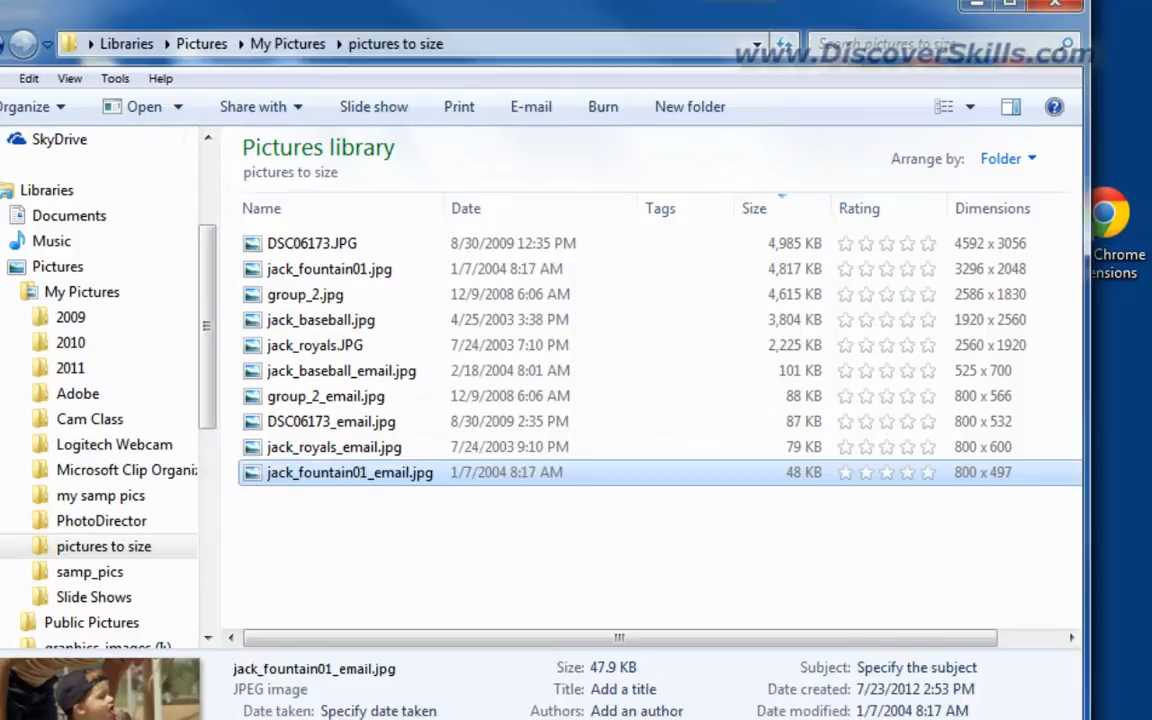 Libraries Pictures My Pictures pictures to size Search pictures to size
www.DiscoverSkills.com
Edit View Tools Help
Organize Open Share with Slide show Print E-mail Burn New folder
SkyDrive
Libraries
Documents
Music
Pictures
My Pictures
2009
2010
2011
Adobe
Cam Class
Logitech Webcam
Microsoft Clip Organiz
my samp pics
PhotoDirector
pictures to size
samp_pics
Slide Shows
Public Pictures
graphics_images (\\
Pictures library
pictures to size
Arrange by: Folder
Name Date Tags Size Rating Dimensions
DSC06173.JPG 8/30/2009 12:35 PM 4,985 KB 4592 x 3056
jack_fountain01.jpg 1/7/2004 8:17 AM 4,817 KB 3296 x 2048
group_2.jpg 12/9/2008 6:06 AM 4,615 KB 2586 x 1830
jack_baseball.jpg 4/25/2003 3:38 PM 3,804 KB 1920 x 2560
jack_royals.JPG 7/24/2003 7:10 PM 2,225 KB 2560 x 1920
jack_baseball_email.jpg 2/18/2004 8:01 AM 101 KB 525 x 700
group_2_email.jpg 12/9/2008 6:06 AM 88 KB 800 x 566
DSC06173_email.jpg 8/30/2009 2:35 PM 87 KB 800 x 532
jack_royals_email.jpg 7/24/2003 9:10 PM 79 KB 800 x 600
jack_fountain01_email.jpg 1/7/2004 8:17 AM 48 KB 800 x 497
Chrome
ensions
jack_fountain01_email.jpg Size: 47.9 KB Subject: Specify the subject
JPEG image Title: Add a title Date created: 7/23/2012 2:53 PM
Date taken: Specify date taken Authors: Add an author Date modified: 1/7/2004 8:17 AM